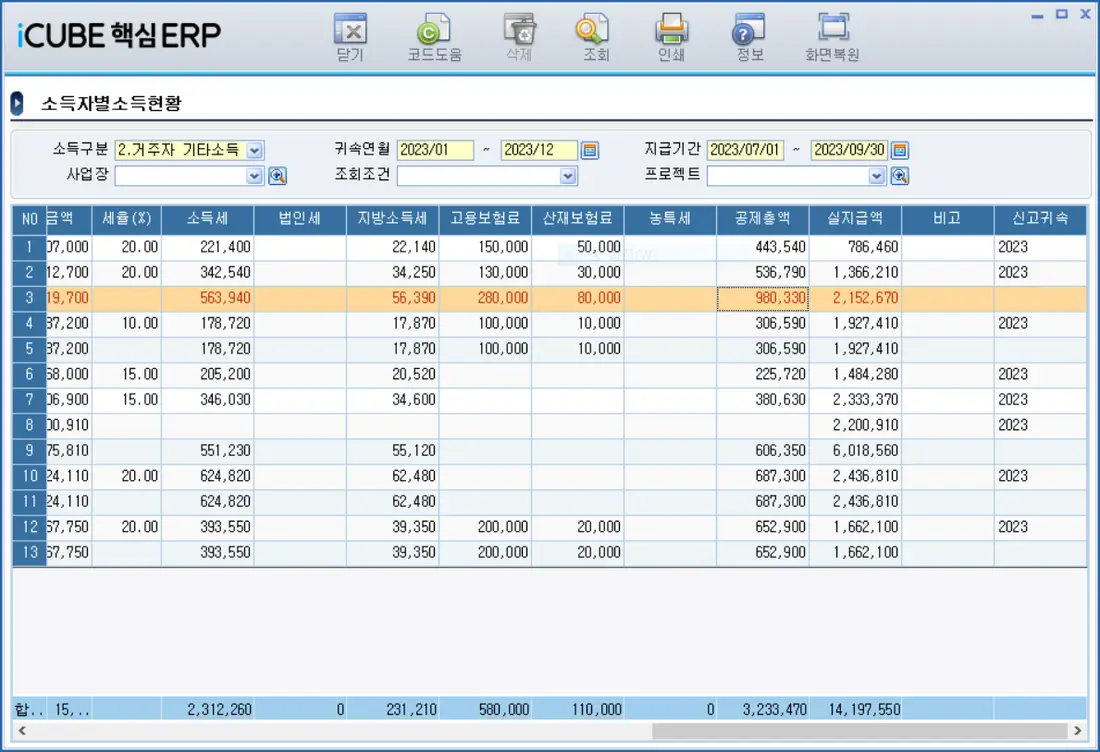 iCUBE 핵심ERP
닫기 코드도움 삭제 조회 인쇄 정보 화면복원
소득자별소득현황
소득구분 2.거주자 기타소득 귀속연월 2023/01 ~ 2023/12 지급기간 2023/07/01 ~ 2023/09/30
사업장 조회조건 프로젝트
NO 금액 세율(%) 소득세 법인세 지방소득세 고용보험료 산재보험료 농특세 공제총액 실지급액 비고 신고귀속
1 07,000 20.00 221,400 22,140 150,000 50,000 443,540 786,460 2023
2 12,700 20.00 342,540 34,250 130,000 30,000 536,790 1,366,210 2023
3 19,700 563,940 56,390 280,000 80,000 980,330 2,152,670
4 37,200 10.00 178,720 17,870 100,000 10,000 306,590 1,927,410 2023
5 37,200 178,720 17,870 100,000 10,000 306,590 1,927,410
6 68,000 15.00 205,200 20,520 225,720 1,484,280 2023
7 06,900 15.00 346,030 34,600 380,630 2,333,370 2023
8 00,910 2,200,910 2023
9 75,810 551,230 55,120 606,350 6,018,560
10 24,110 20.00 624,820 62,480 687,300 2,436,810 2023
11 24,110 624,820 62,480 687,300 2,436,810
12 67,750 20.00 393,550 39,350 200,000 20,000 652,900 1,662,100 2023
13 67,750 393,550 39,350 200,000 20,000 652,900 1,662,100
합.. 15,.. 2,312,260 0 231,210 580,000 110,000 0 3,233,470 14,197,550